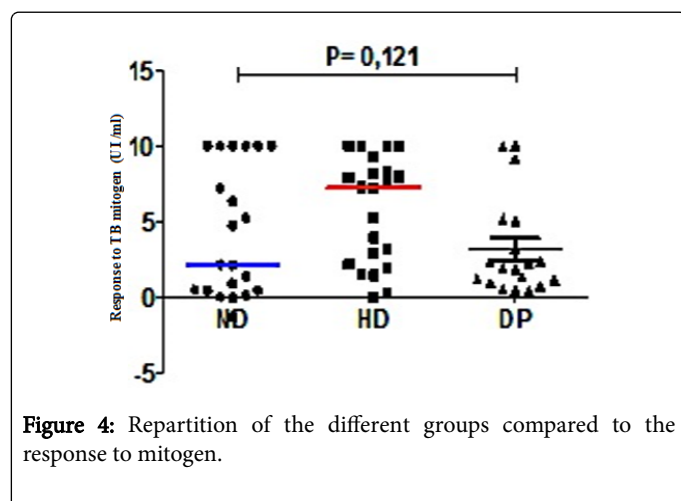 P= 0,121
15
10
5
0
-5
Response to TB mitogen (UI/ml)
ND
HD
DP
Figure 4: Repartition of the different groups compared to the
response to mitogen.